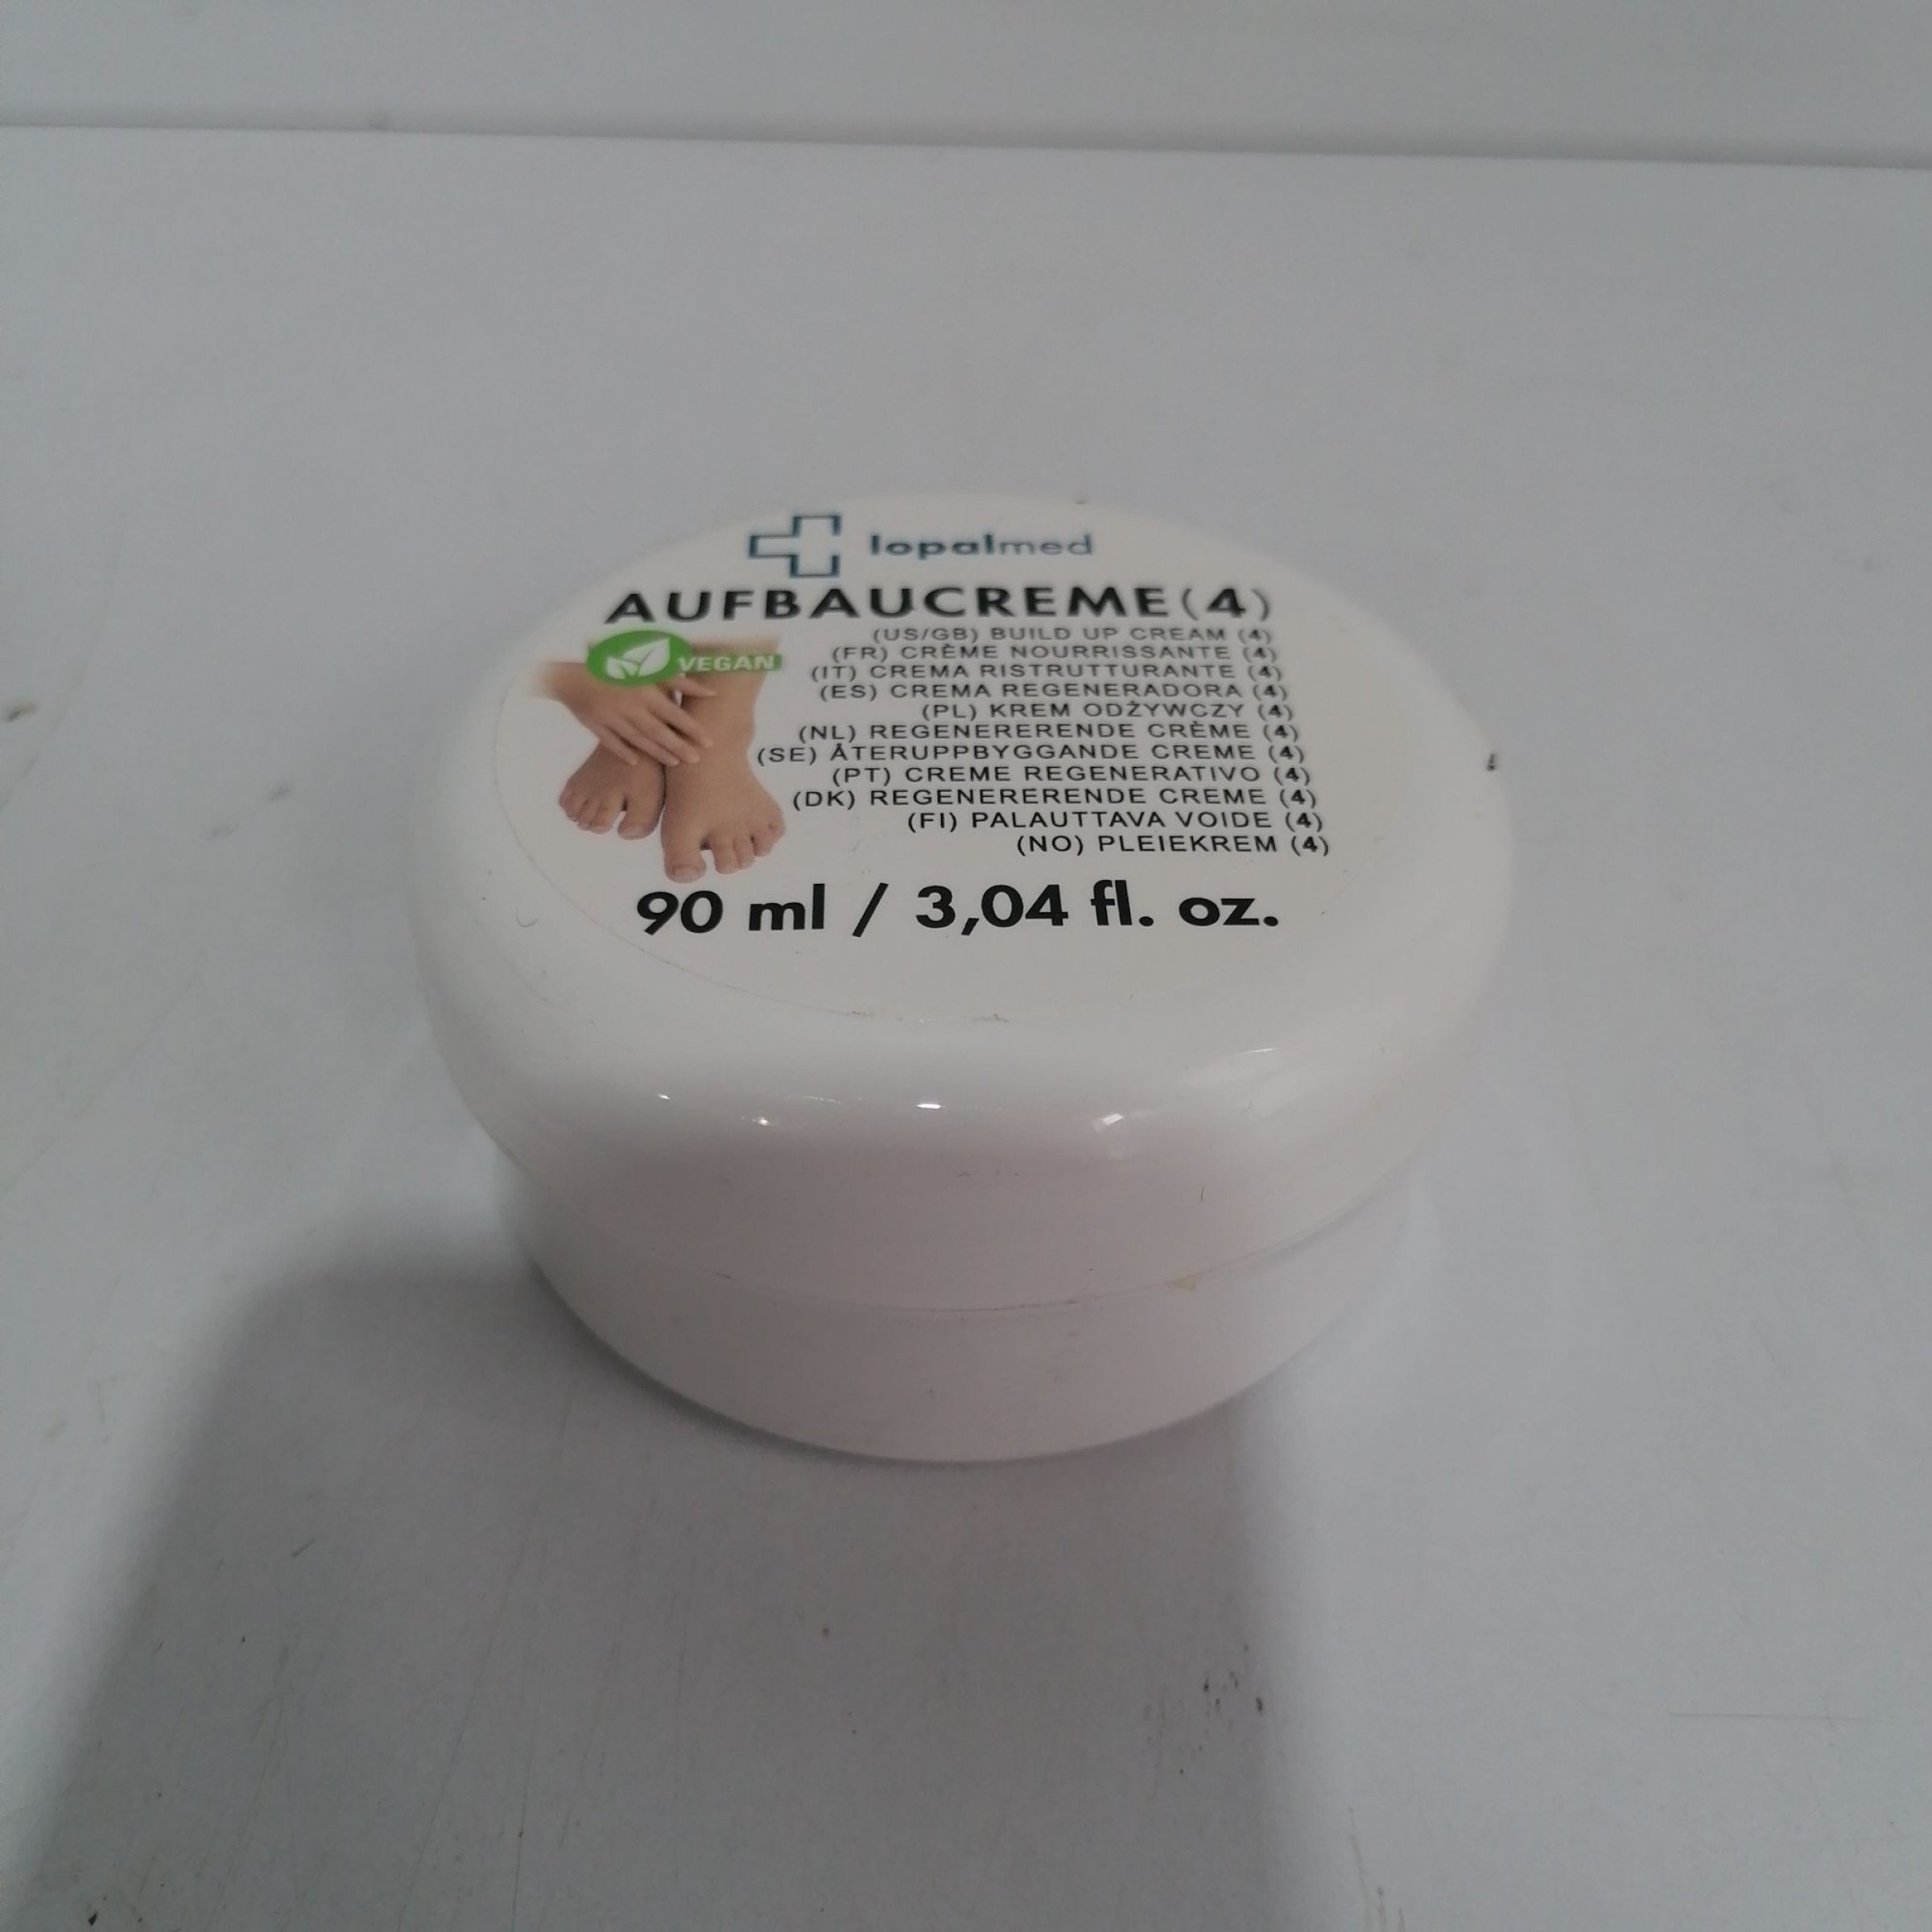 lopalmed
AUFBAUCREME(4)
(US/GB) BUILD UP CREAM (4)
(FR) CRÈME NOURRISSANTE (4)
VEGAN
(IT) CREMA RISTRUTTURANTE (4)
(ES) CREMA REGENERADORA (4)
(PL) KREM ODŻYWCZY (4)
(NL) REGENERERENDE CRÈME (4)
(SE) ÅTERUPPBYGGANDE CREME (4)
(PT) CREME REGENERATIVO (4)
(DK) REGENERERENDE CREME (4)
(FI) PALAUTTAVA VOIDE (4)
(NO) PLEIEKREM (4)
90 ml / 3,04 fl. oz.